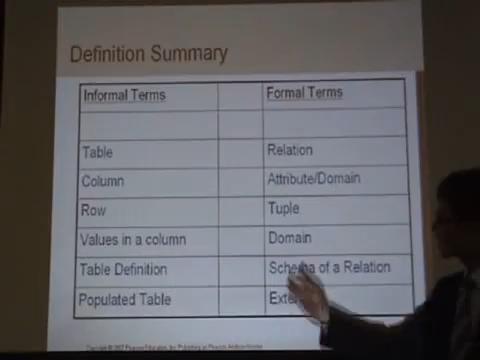 Definition Summary
Informal Terms Formal Terms
Table Relation
Column Attribute/Domain
Row Tuple
Values in a column Domain
Table Definition Schema of a Relation
Populated Table